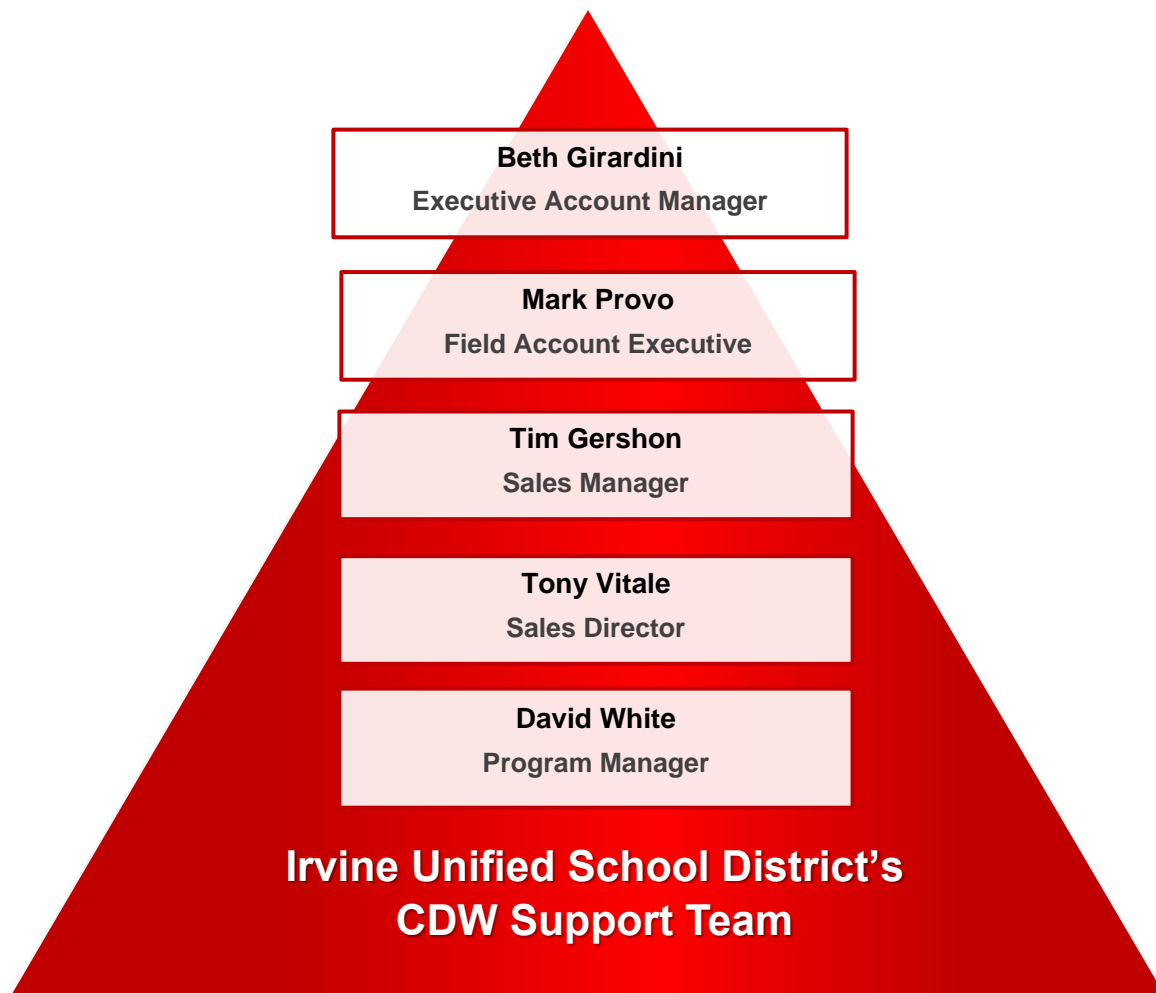 Beth Girardini
Executive Account Manager
Mark Provo
Field Account Executive
Tim Gershon
Sales Manager
Tony Vitale
Sales Director
David White
Program Manager
Irvine Unified School District’s
CDW Support Team